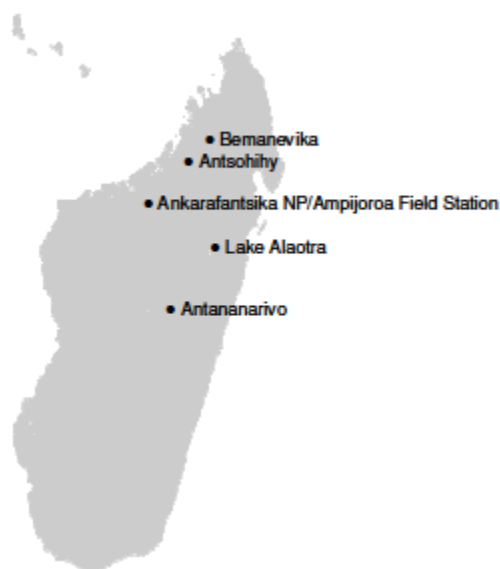 Bemanevika
Antsohihy
Ankarafantsika NP/Ampijoroa Field Station
Lake Alaotra
Antananarivo